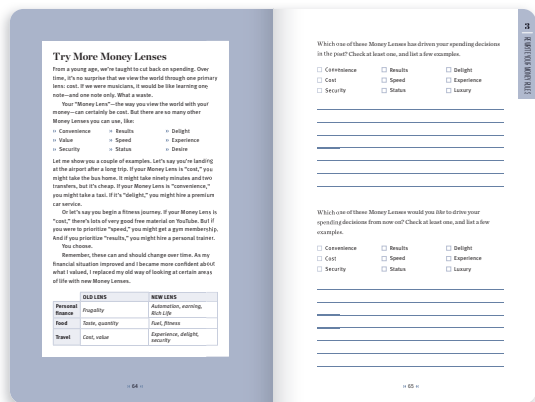 Try More Money Lenses
From a young age, we're taught to cut back on spending. Over
time, it's no surprise that we view the world through one primary
lens: cost. If we were musicians, it would be like learning one
note—and one note only. What a waste.
Your "Money Lens"—the way you view the world with your
money—can certainly be cost. But there are so many other
Money Lenses you can use, like:
» Convenience » Results » Delight
» Value » Speed » Experience
» Security » Status » Desire
Let me show you a couple of examples. Let's say you're landing
at the airport after a long trip. If your Money Lens is "cost," you
might take the bus home. It might take ninety minutes and two
transfers, but it's cheap. If your Money Lens is "convenience,"
you might take a taxi. If it's "delight," you might hire a premium
car service.
Or let's say you begin a fitness journey. If your Money Lens is
"cost," there's lots of very good free material on YouTube. But if
you were to prioritize "speed," you might get a gym membership.
And if you prioritize "results," you might hire a personal trainer.
You choose.
Remember, these can and should change over time. As my
financial situation improved and I became more confident about
what I valued, I replaced my old way of looking at certain areas
of life with new Money Lenses.
OLD LENS NEW LENS
Personal finance Frugality Automation, earning, Rich Life
Food Taste, quantity Fuel, fitness
Travel Cost, value Experience, delight, security
» 64 «
3
REWRITE YOUR MONEY RULES
Which one of these Money Lenses has driven your spending decisions
in the past? Check at least one, and list a few examples.
Convenience Results Delight
Cost Speed Experience
Security Status Luxury
Which one of these Money Lenses would you like to drive your
spending decisions from now on? Check at least one, and list a few
examples.
Convenience Results Delight
Cost Speed Experience
Security Status Luxury
» 65 «